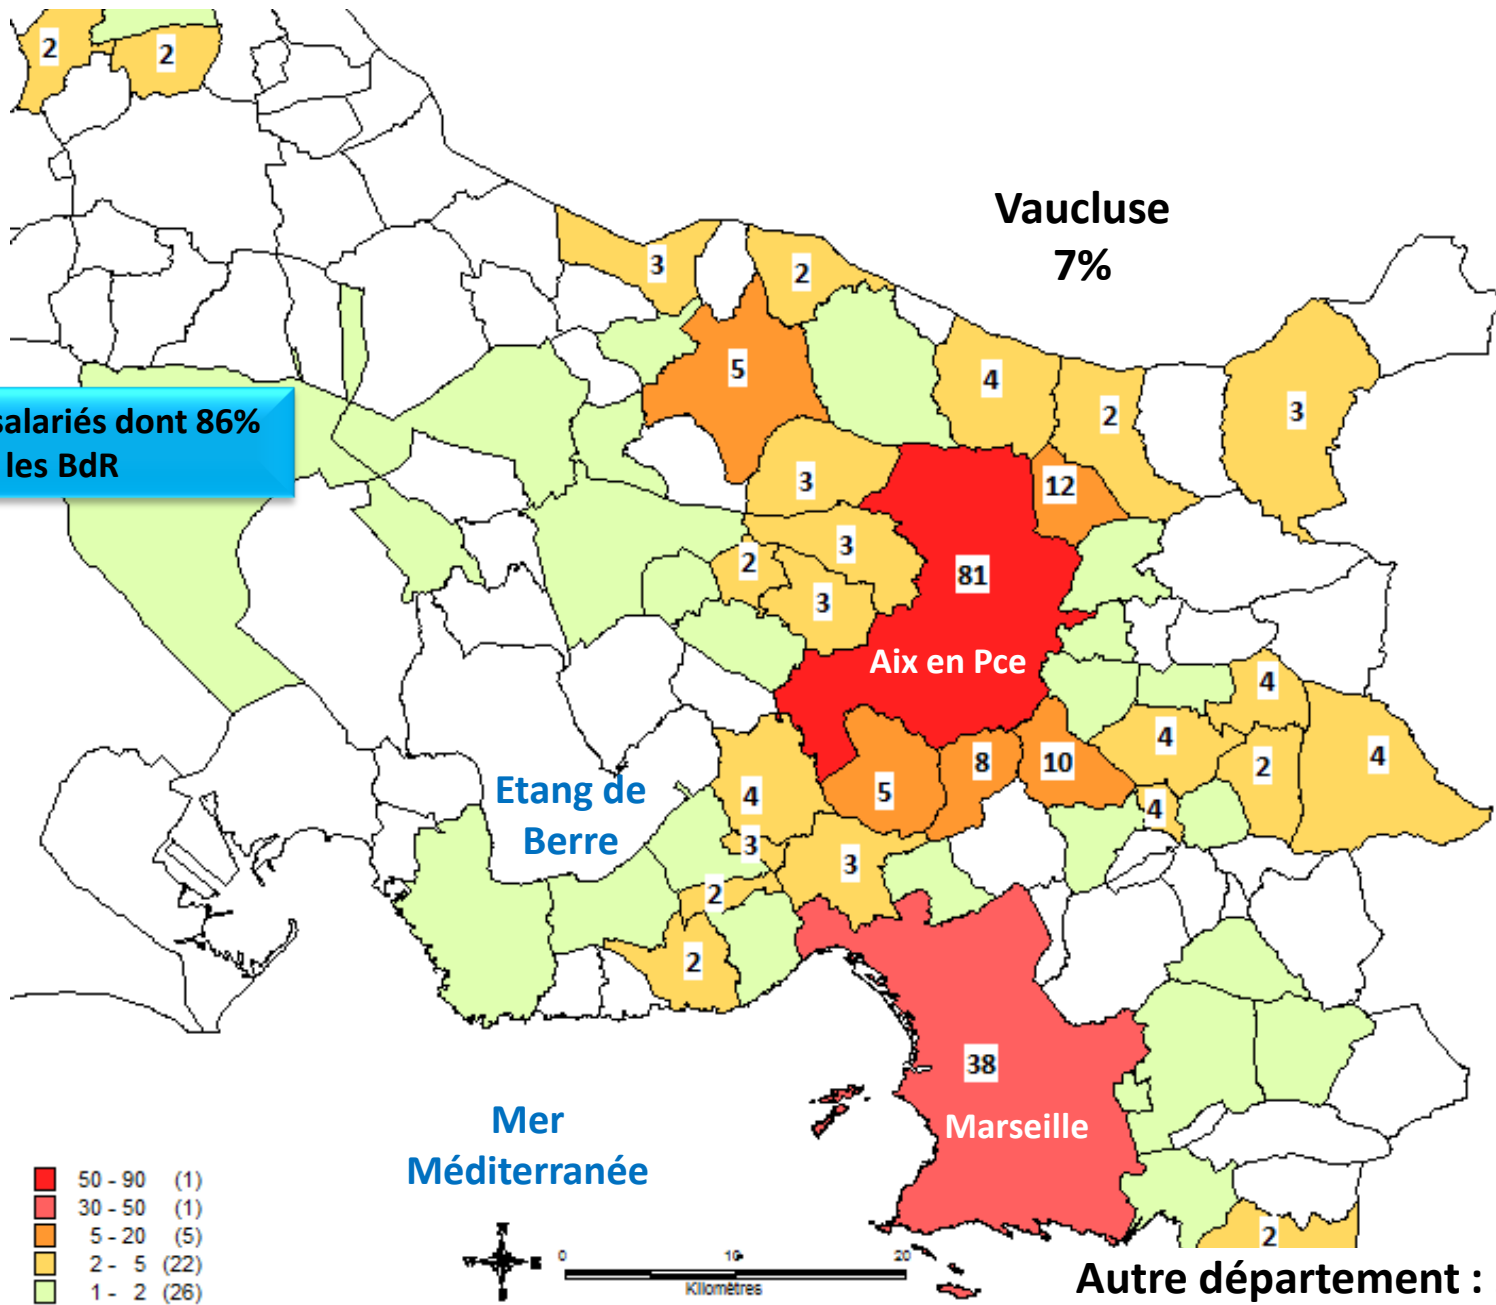 2
2
Vaucluse
7%
3
2
5
4
2
3
salariés dont 86%
les BdR
3
12
3
2
81
3
Aix en Pce
4
4
8
10
2
4
Etang de
Berre
4
5
4
3
3
2
2
38
Marseille
Mer
Méditerranée
50 - 90 (1)
30 - 50 (1)
5 - 20 (5)
2 - 5 (22)
1 - 2 (26)
N
W E
S
0 10 20
Kilomètres
2
Autre département :